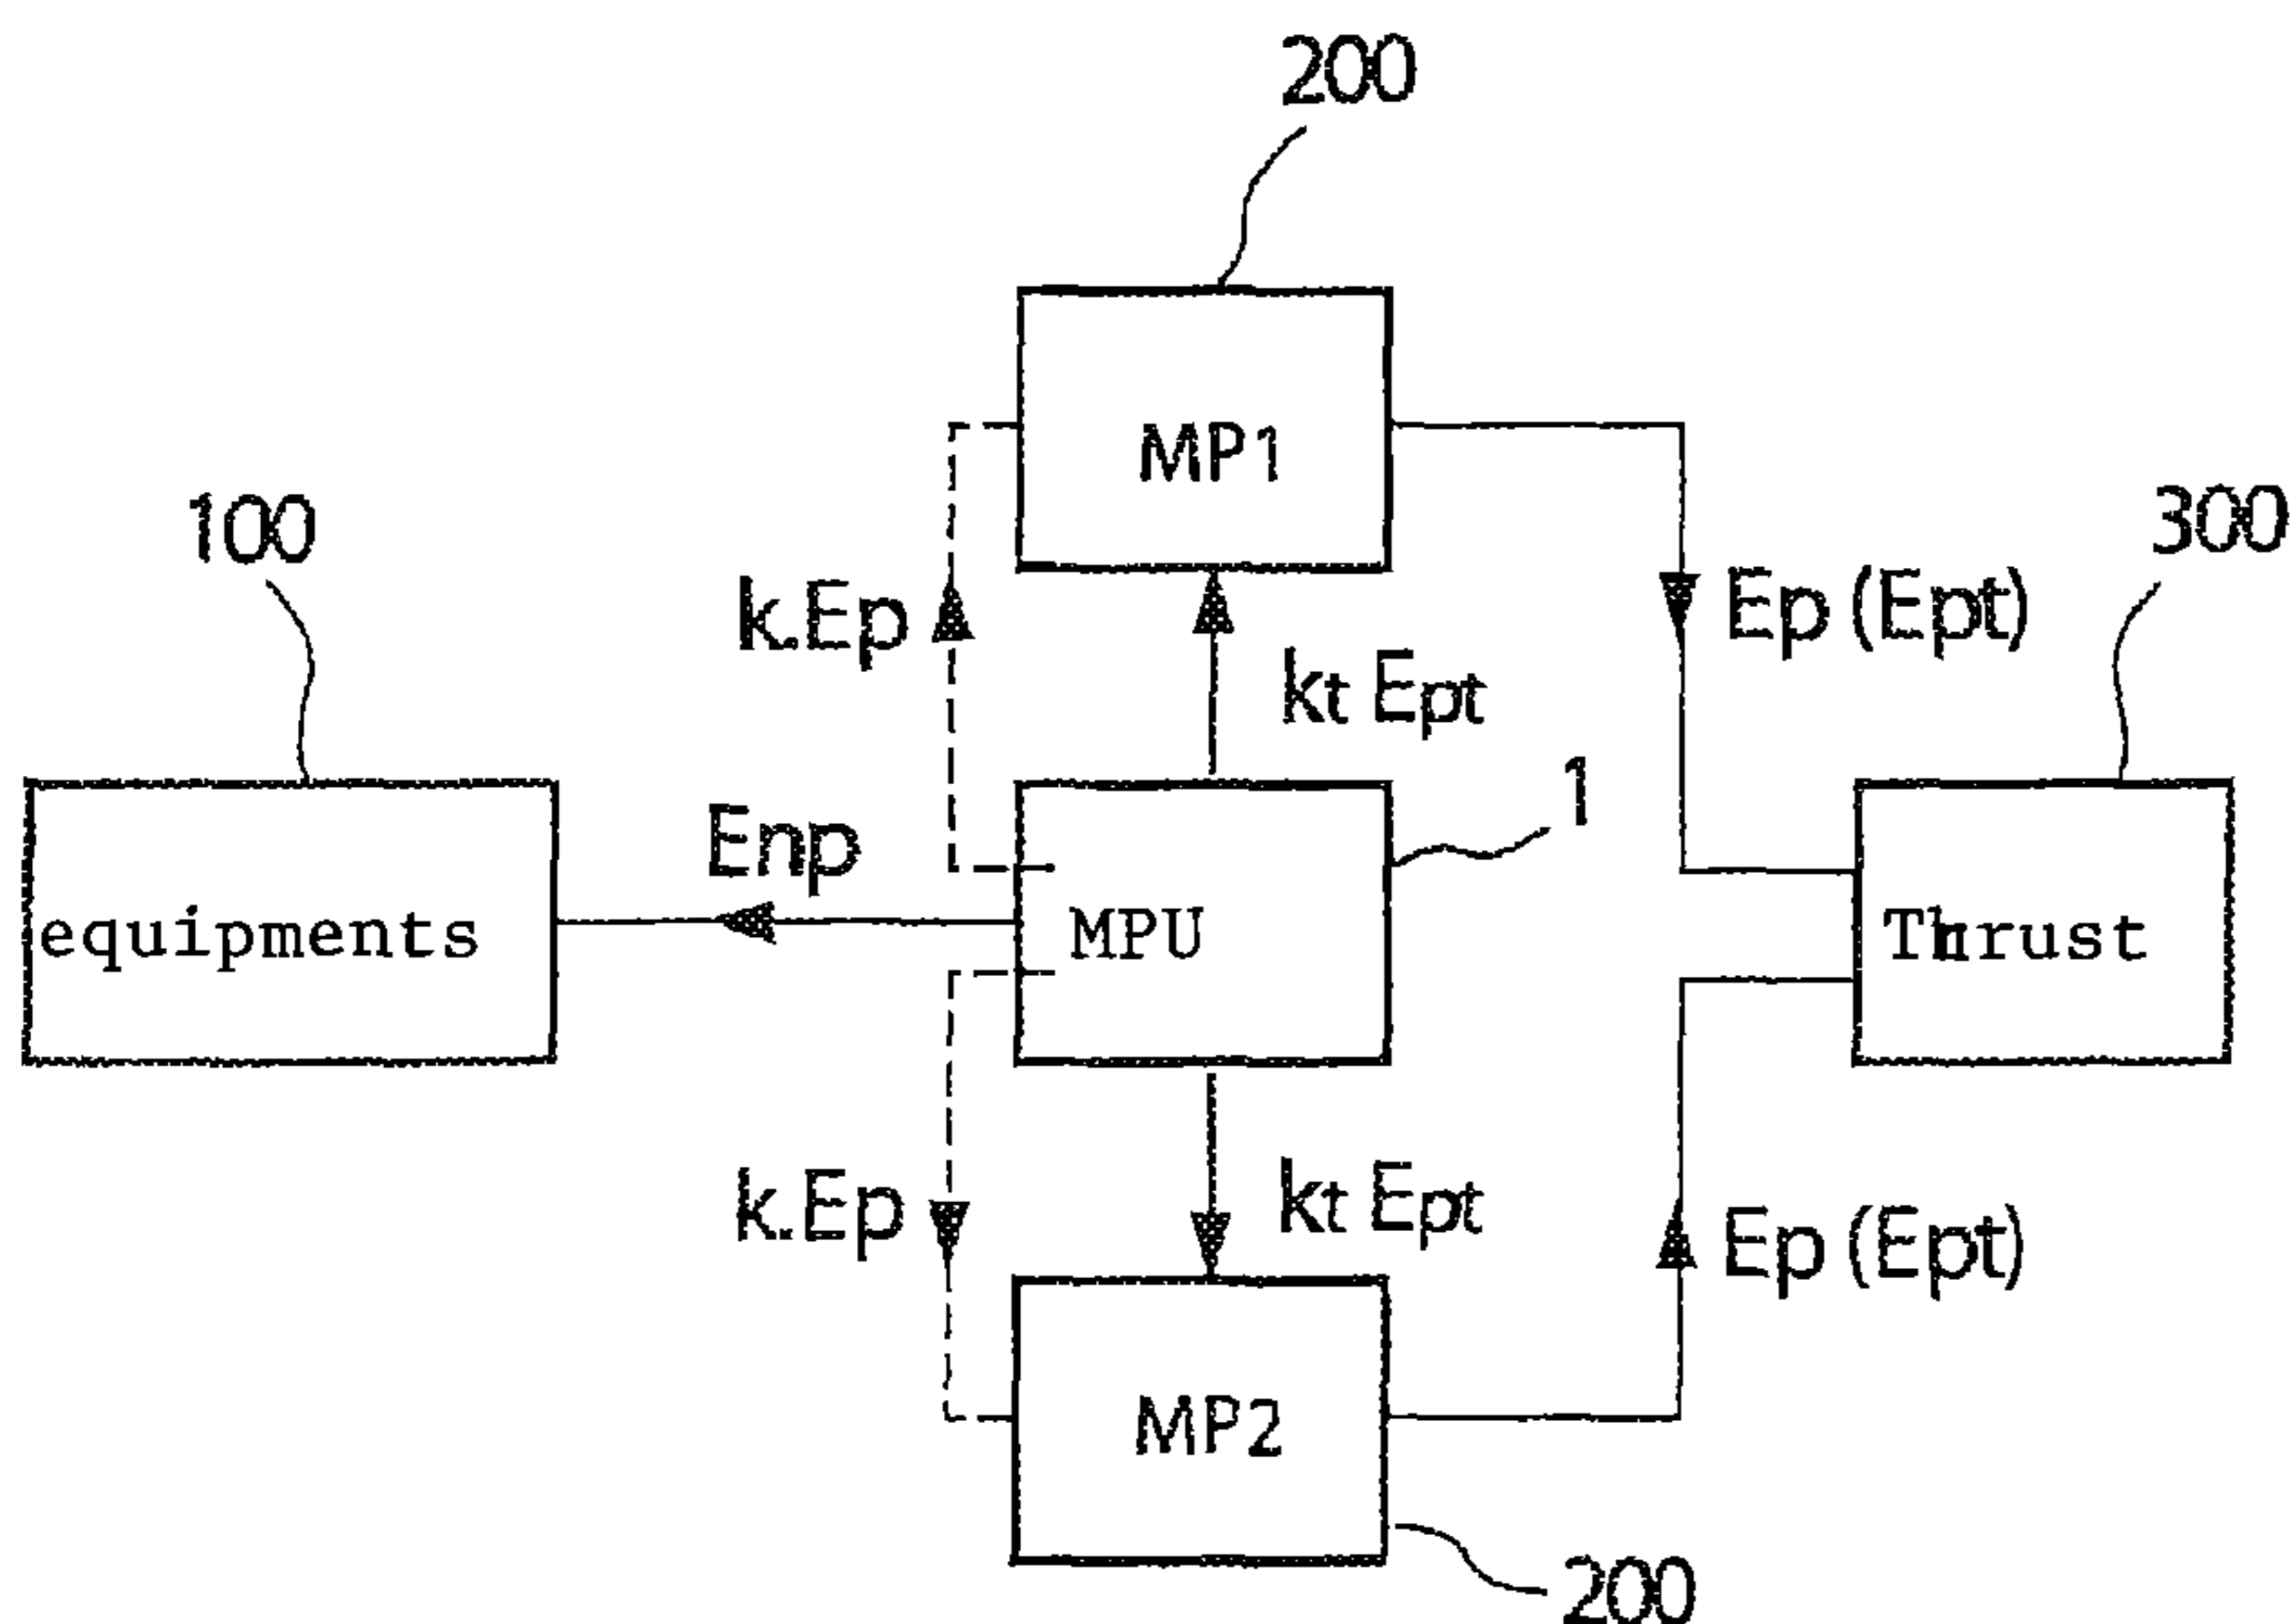 200
MP1
100
300
k.Ep
Ep (Ept)
kt Ept
1
Enp
equipments
MPU
Thrust
k.Ep
kt Ept
Ep (Ept)
MP2
200